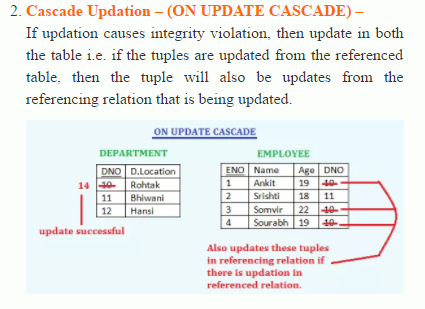 2. Cascade Updation – (ON UPDATE CASCADE) –
If updation causes integrity violation, then update in both
the table i.e. if the tuples are updated from the referenced
table, then the tuple will also be updates from the
referencing relation that is being updated.
ON UPDATE CASCADE
DEPARTMENT
DNO D.Location
14 10 Rohtak
11 Bhiwani
12 Hansi
update successful
EMPLOYEE
ENO Name Age DNO
1 Ankit 19 10
2 Srishti 18 11
3 Somvir 22 10
4 Sourabh 19 10
Also updates these tuples
in referencing relation if
there is updation in
referenced relation.